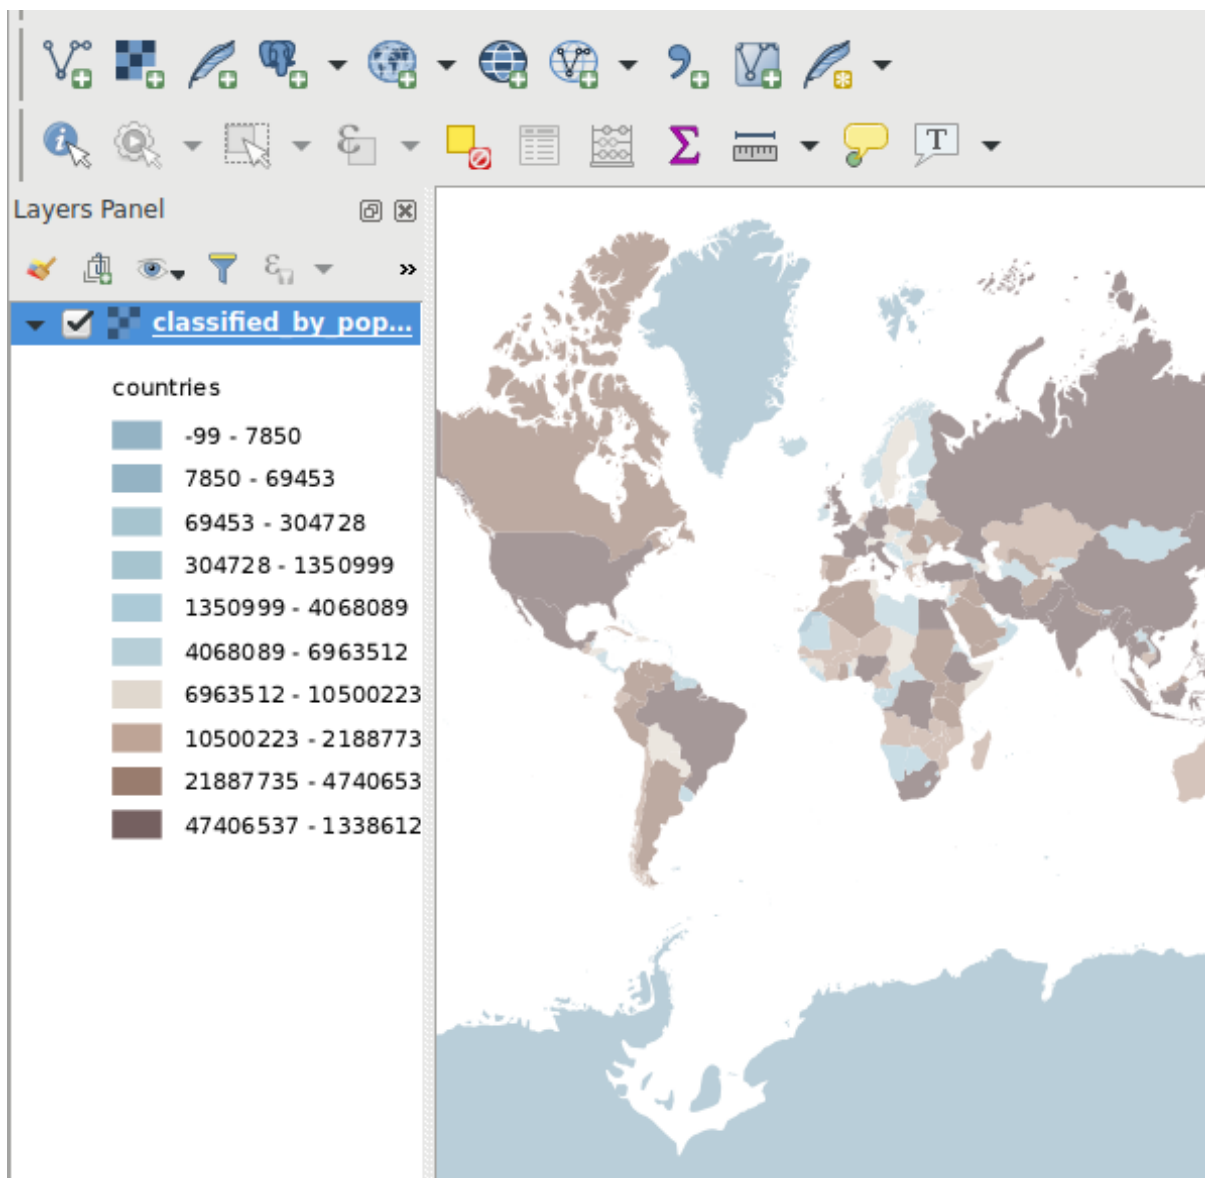 T
Layers Panel
classified_by_pop...
countries
-99 - 7850
7850 - 69453
69453 - 304728
304728 - 1350999
1350999 - 4068089
4068089 - 6963512
6963512 - 10500223
10500223 - 2188773
21887735 - 4740653
47406537 - 1338612